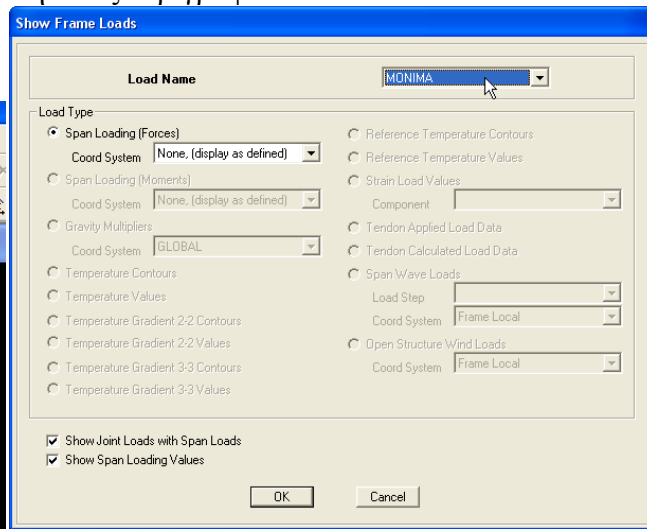 Show Frame Loads
Load Name
MONIMA
Load Type
Span Loading (Forces)
Coord System
None, (display as defined)
Span Loading (Moments)
Coord System
None, (display as defined)
Gravity Multipliers
Coord System
GLOBAL
Temperature Contours
Temperature Values
Temperature Gradient 2-2 Contours
Temperature Gradient 2-2 Values
Temperature Gradient 3-3 Contours
Temperature Gradient 3-3 Values
Reference Temperature Contours
Reference Temperature Values
Strain Load Values
Component
Tendon Applied Load Data
Tendon Calculated Load Data
Span Wave Loads
Load Step
Coord System
Frame Local
Open Structure Wind Loads
Coord System
Frame Local
Show Joint Loads with Span Loads
Show Span Loading Values
OK
Cancel